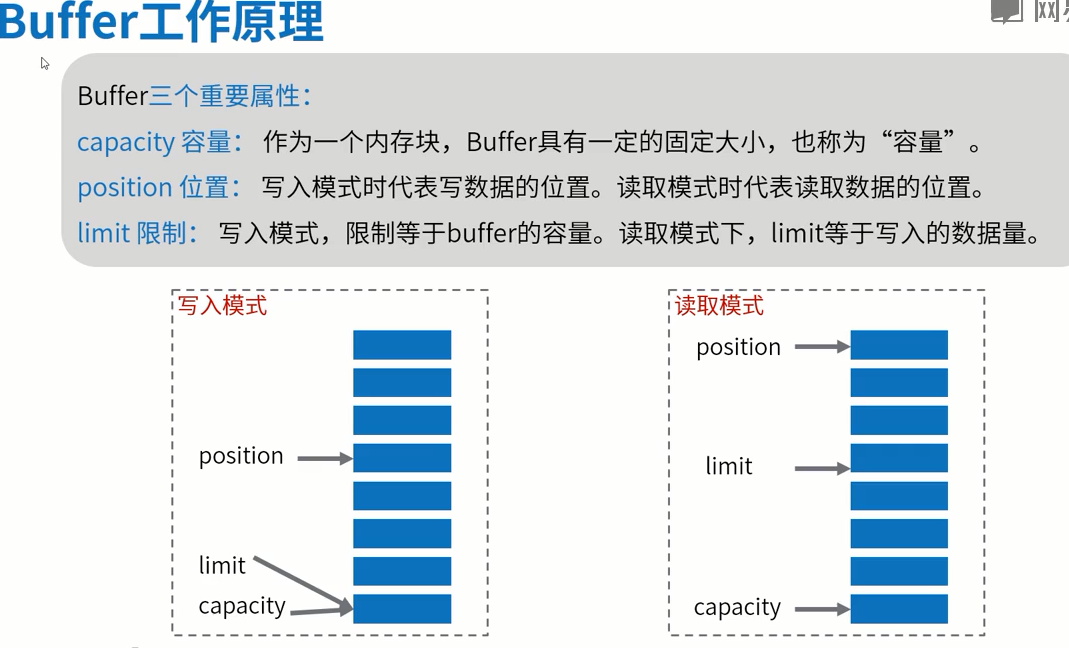 Buffer工作原理
Buffer三个重要属性：
capacity 容量： 作为一个内存块，Buffer具有一定的固定大小，也称为“容量”。
position 位置： 写入模式时代表写数据的位置。读取模式时代表读取数据的位置。
limit 限制： 写入模式，限制等于buffer的容量。读取模式下，limit等于写入的数据量。
写入模式
position
limit
capacity
读取模式
position
limit
capacity